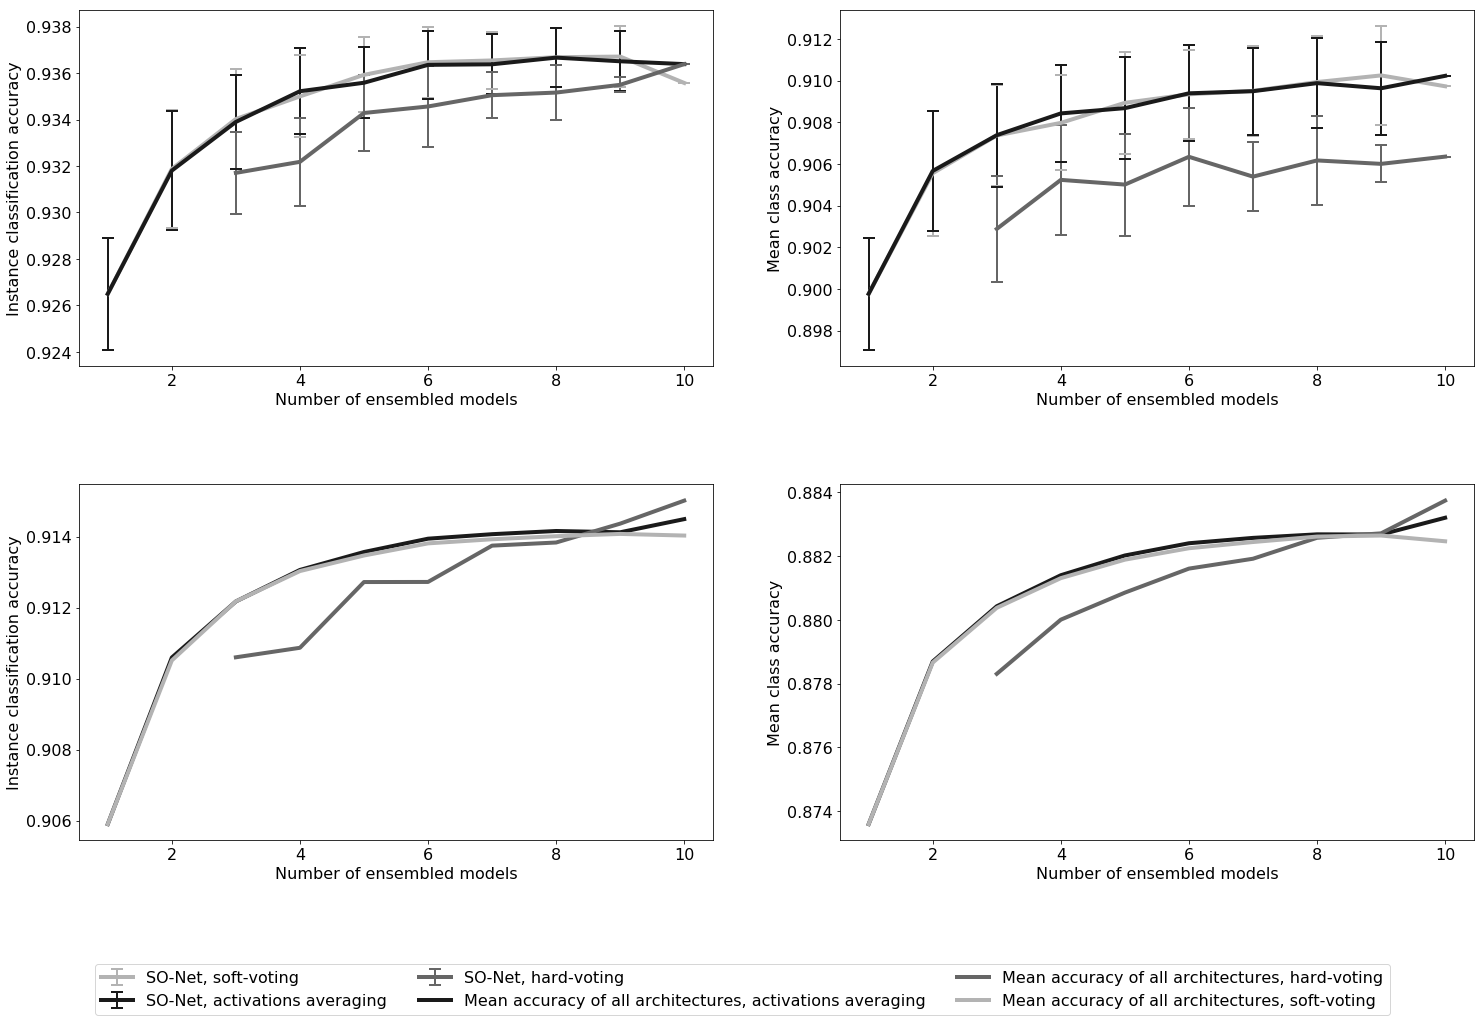 0.938
0.936
0.934
0.932
0.930
0.928
0.926
0.924
Instance classification accuracy
2 4 6 8 10
Number of ensembled models
0.912
0.910
0.908
0.906
0.904
0.902
0.900
0.898
Mean class accuracy
2 4 6 8 10
Number of ensembled models
0.914
0.912
0.910
0.908
0.906
Instance classification accuracy
2 4 6 8 10
Number of ensembled models
0.884
0.882
0.880
0.878
0.876
0.874
Mean class accuracy
2 4 6 8 10
Number of ensembled models
SO-Net, soft-voting
SO-Net, activations averaging
SO-Net, hard-voting
Mean accuracy of all architectures, activations averaging
Mean accuracy of all architectures, hard-voting
Mean accuracy of all architectures, soft-voting